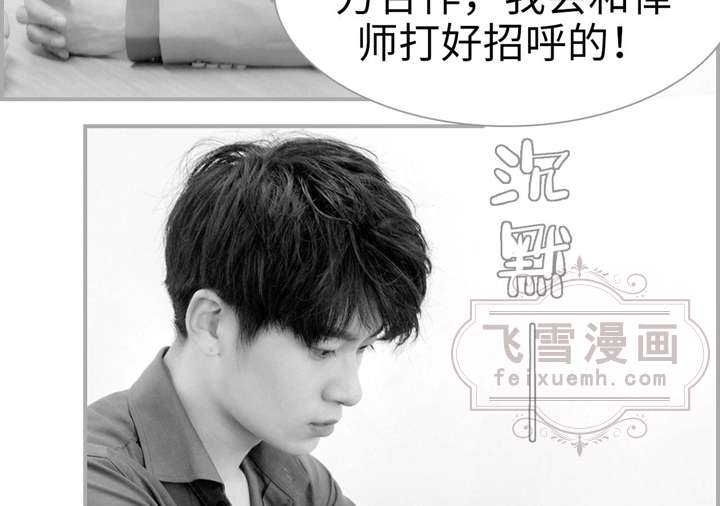 方合作，我会和律
师打好招呼的！
沉默—
飞雪漫画
feixuemh.com